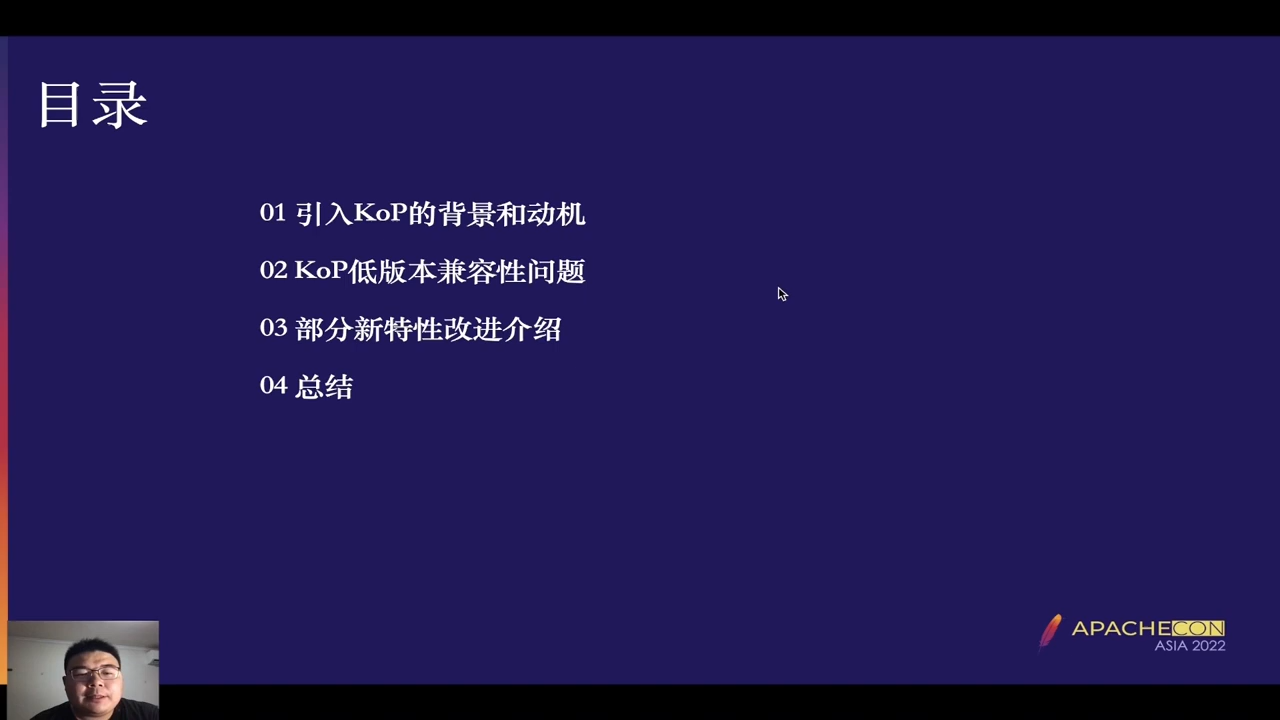 目录
01 引入KoP的背景和动机
02 KoP低版本兼容性问题
03 部分新特性改进介绍
04 总结
APACHECON
ASIA 2022